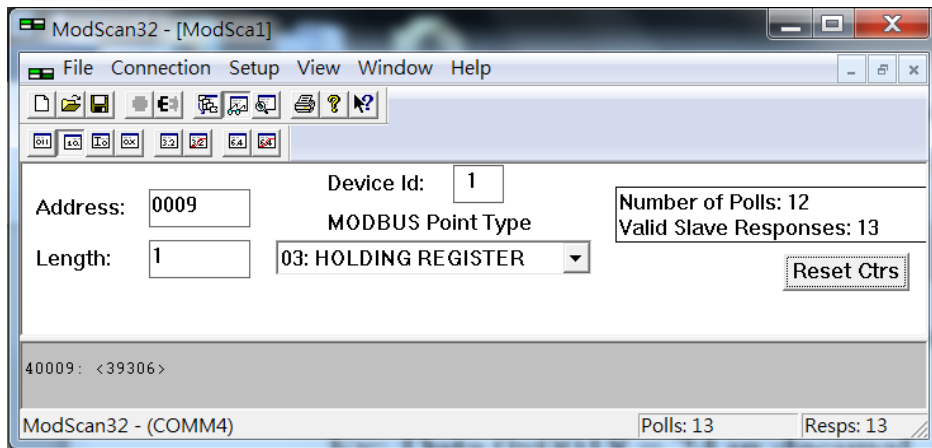 ModScan32 - [ModSca1]
File Connection Setup View Window Help
Device Id: 1
Address: 0009
MODBUS Point Type
Length: 1
03: HOLDING REGISTER
Number of Polls: 12
Valid Slave Responses: 13
Reset Ctrs
40009: <39306>
ModScan32 - (COMM4) Polls: 13 Resps: 13